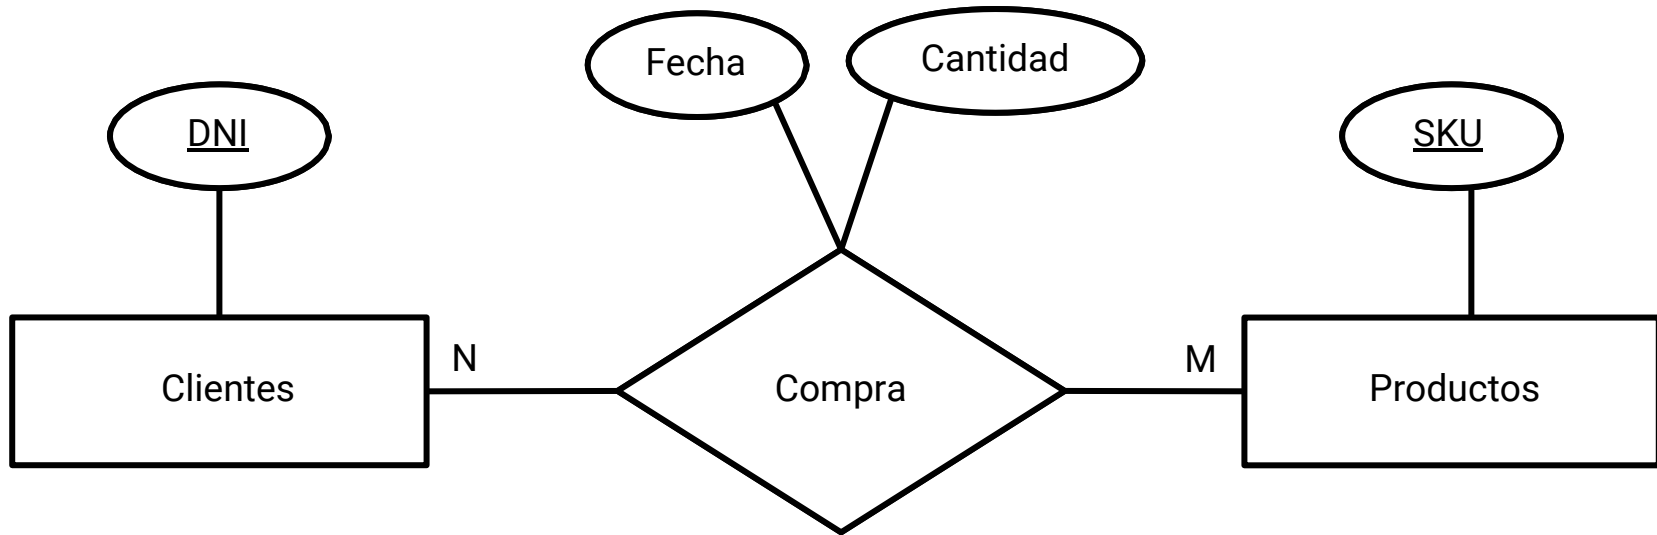 Fecha
Cantidad
DNI
SKU
N
M
Clientes
Compra
Productos